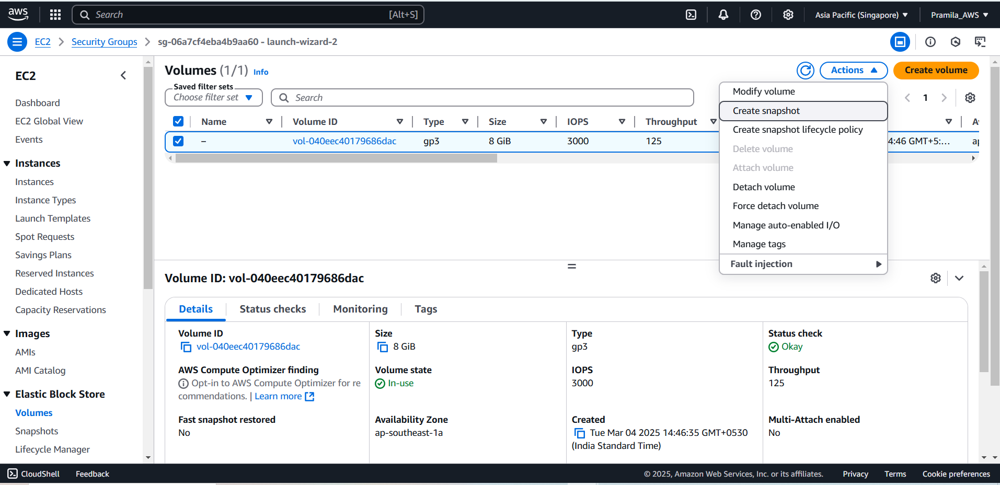 aws
Search [Alt+S]
Asia Pacific (Singapore)
Pramila_AWS
EC2 Security Groups sg-06a7cf4eba4b9aa60 - launch-wizard-2
EC2
Dashboard
EC2 Global View
Events
Instances
Instances
Instance Types
Launch Templates
Spot Requests
Savings Plans
Reserved Instances
Dedicated Hosts
Capacity Reservations
Images
AMIs
AMI Catalog
Elastic Block Store
Volumes
Snapshots
Lifecycle Manager
Volumes (1/1) Info
Actions
Create volume
Saved filter sets
Choose filter set
Search
1
Name Volume ID Type Size IOPS Throughput
– vol-040eec40179686dac gp3 8 GiB 3000 125 4:46 GMT+5:...
Modify volume
Create snapshot
Create snapshot lifecycle policy
Delete volume
Attach volume
Detach volume
Force detach volume
Manage auto-enabled I/O
Manage tags
Fault injection
Volume ID: vol-040eec40179686dac
Details Status checks Monitoring Tags
Volume ID
vol-040eec40179686dac
Size
8 GiB
Type
gp3
Status check
Okay
AWS Compute Optimizer finding
Opt-in to AWS Compute Optimizer for re
commendations. | Learn more
Volume state
In-use
IOPS
3000
Throughput
125
Fast snapshot restored
No
Availability Zone
ap-southeast-1a
Created
Tue Mar 04 2025 14:46:35 GMT+0530
(India Standard Time)
Multi-Attach enabled
No
CloudShell Feedback
© 2025, Amazon Web Services, Inc. or its affiliates. Privacy Terms Cookie preferences